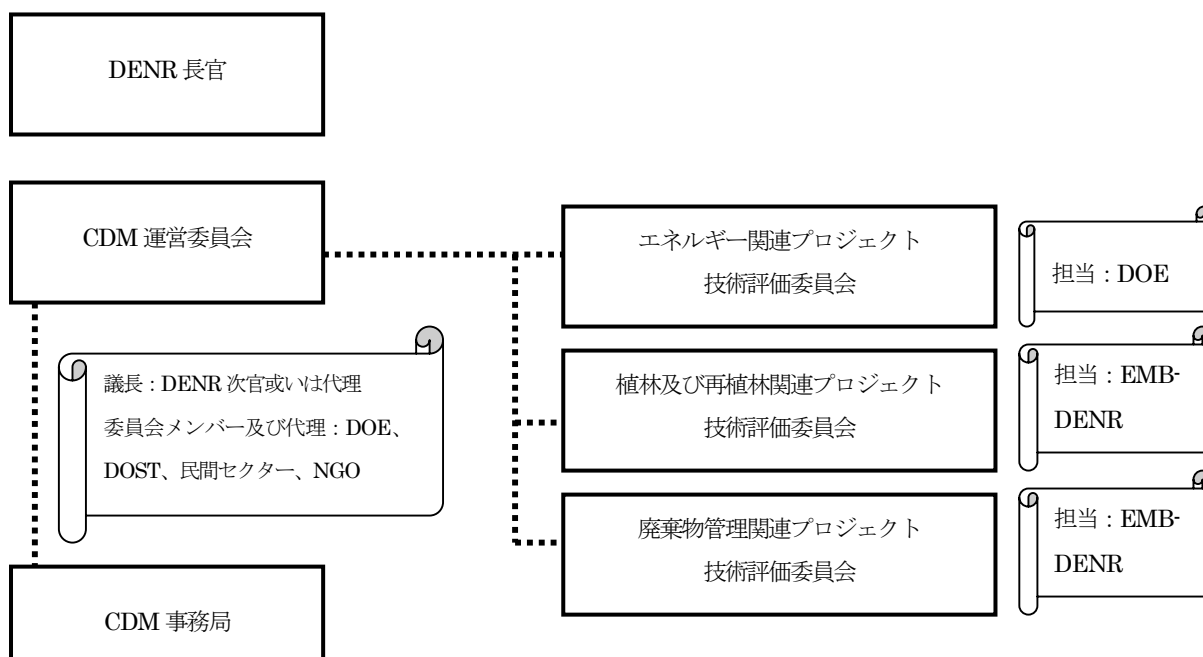 DENR 長官
CDM 運営委員会
議長：DENR 次官或いは代理
委員会メンバー及び代理：DOE、
DOST、民間セクター、NGO
CDM 事務局
エネルギー関連プロジェクト
技術評価委員会
担当：DOE
植林及び再植林関連プロジェクト
技術評価委員会
担当：EMB-
DENR
廃棄物管理関連プロジェクト
技術評価委員会
担当：EMB-
DENR